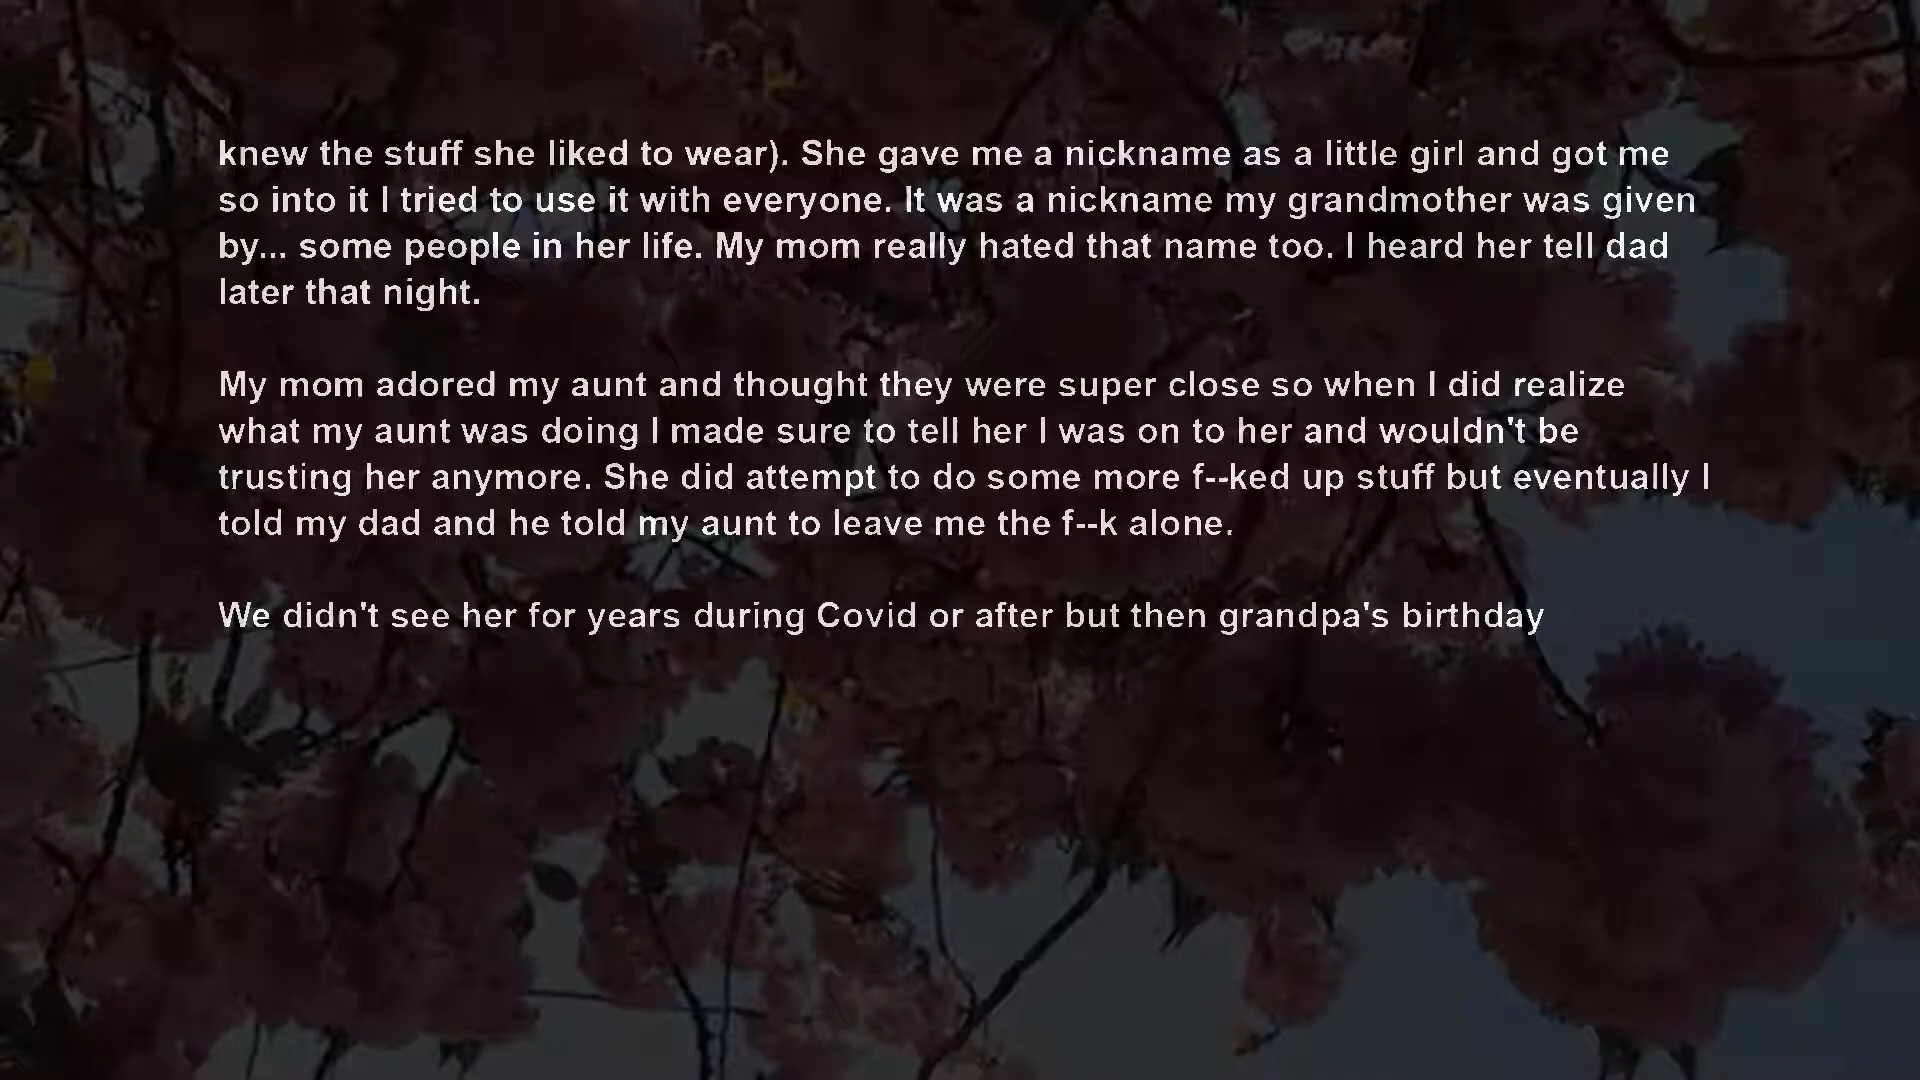 knew the stuff she liked to wear). She gave me a nickname as a little girl and got me
so into it I tried to use it with everyone. It was a nickname my grandmother was given
by... some people in her life. My mom really hated that name too. I heard her tell dad
later that night.
My mom adored my aunt and thought they were super close so when I did realize
what my aunt was doing I made sure to tell her I was on to her and wouldn't be
trusting her anymore. She did attempt to do some more f--ked up stuff but eventually I
told my dad and he told my aunt to leave me the f--k alone.
We didn't see her for years during Covid or after but then grandpa's birthday